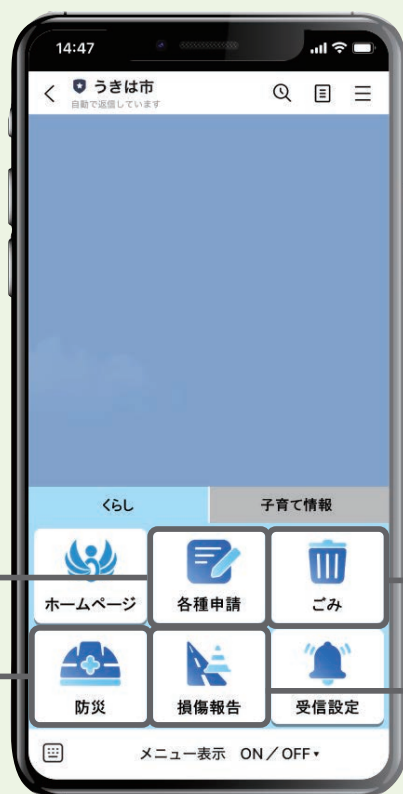 14:47
うきは市
自動で返信しています
くらし
子育て情報
ホームページ
各種申請
ごみ
防災
損傷報告
受信設定
メニュー表示 ON/OFF▾